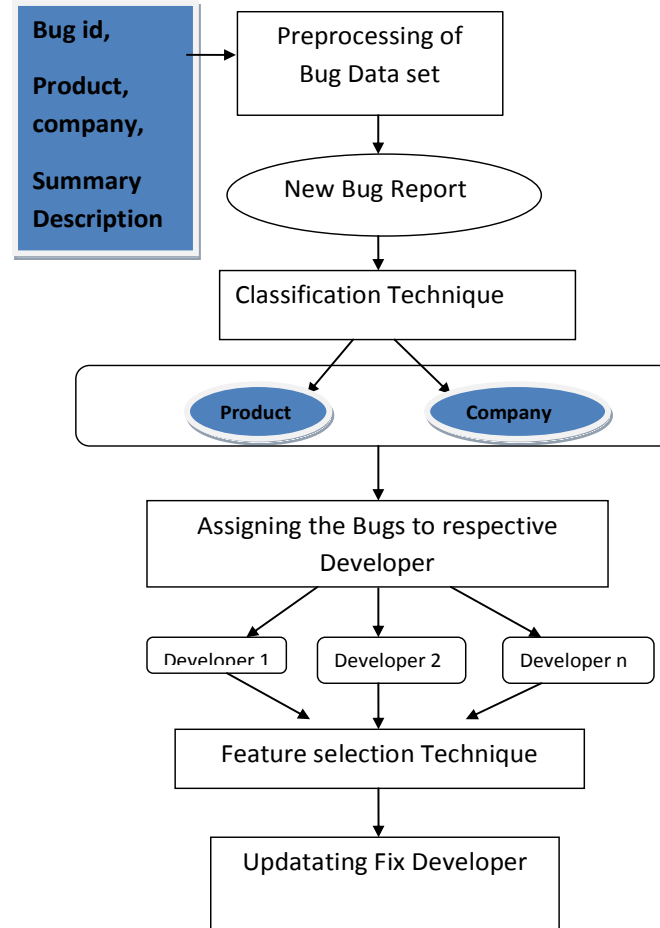 Bug id,
Product,
company,
Summary
Description
Preprocessing of
Bug Data set
New Bug Report
Classification Technique
Product
Company
Assigning the Bugs to respective
Developer
Developer 1
Developer 2
Developer n
Feature selection Technique
Updatating Fix Developer